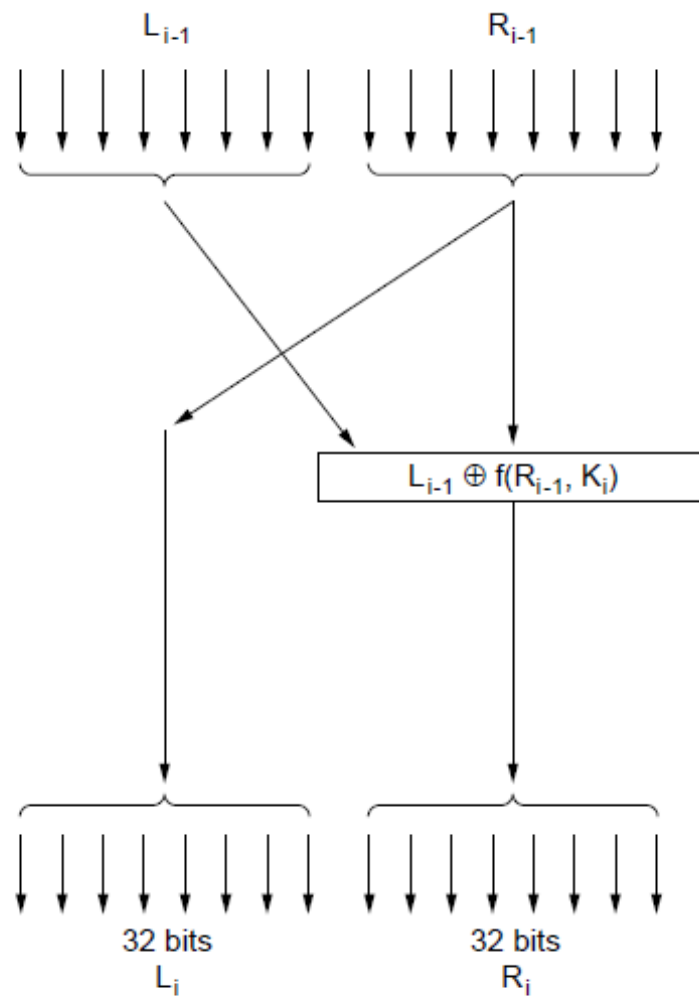 L_{i-1} R_{i-1}
L_{i-1} ⊕ f(R_{i-1}, K_i)
32 bits 32 bits
L_i R_i